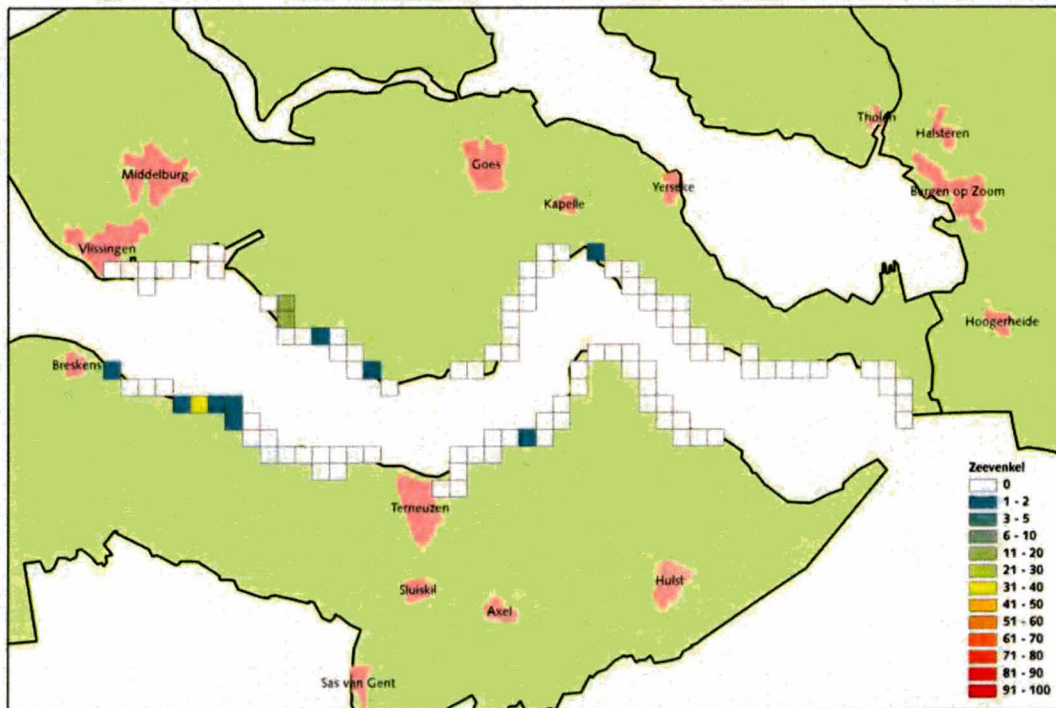 Tholen
Halsteren
Middelburg
Goes
Yerseke
Bergen op Zoom
Kapelle
Vlissingen
Hoogerheide
Breskens
Terneuzen
Sluiskil
Axel
Hulst
Sas van Gent
Zeevenkel
0
1 - 2
3 - 5
6 - 10
11 - 20
21 - 30
31 - 40
41 - 50
51 - 60
61 - 70
71 - 80
81 - 90
91 - 100